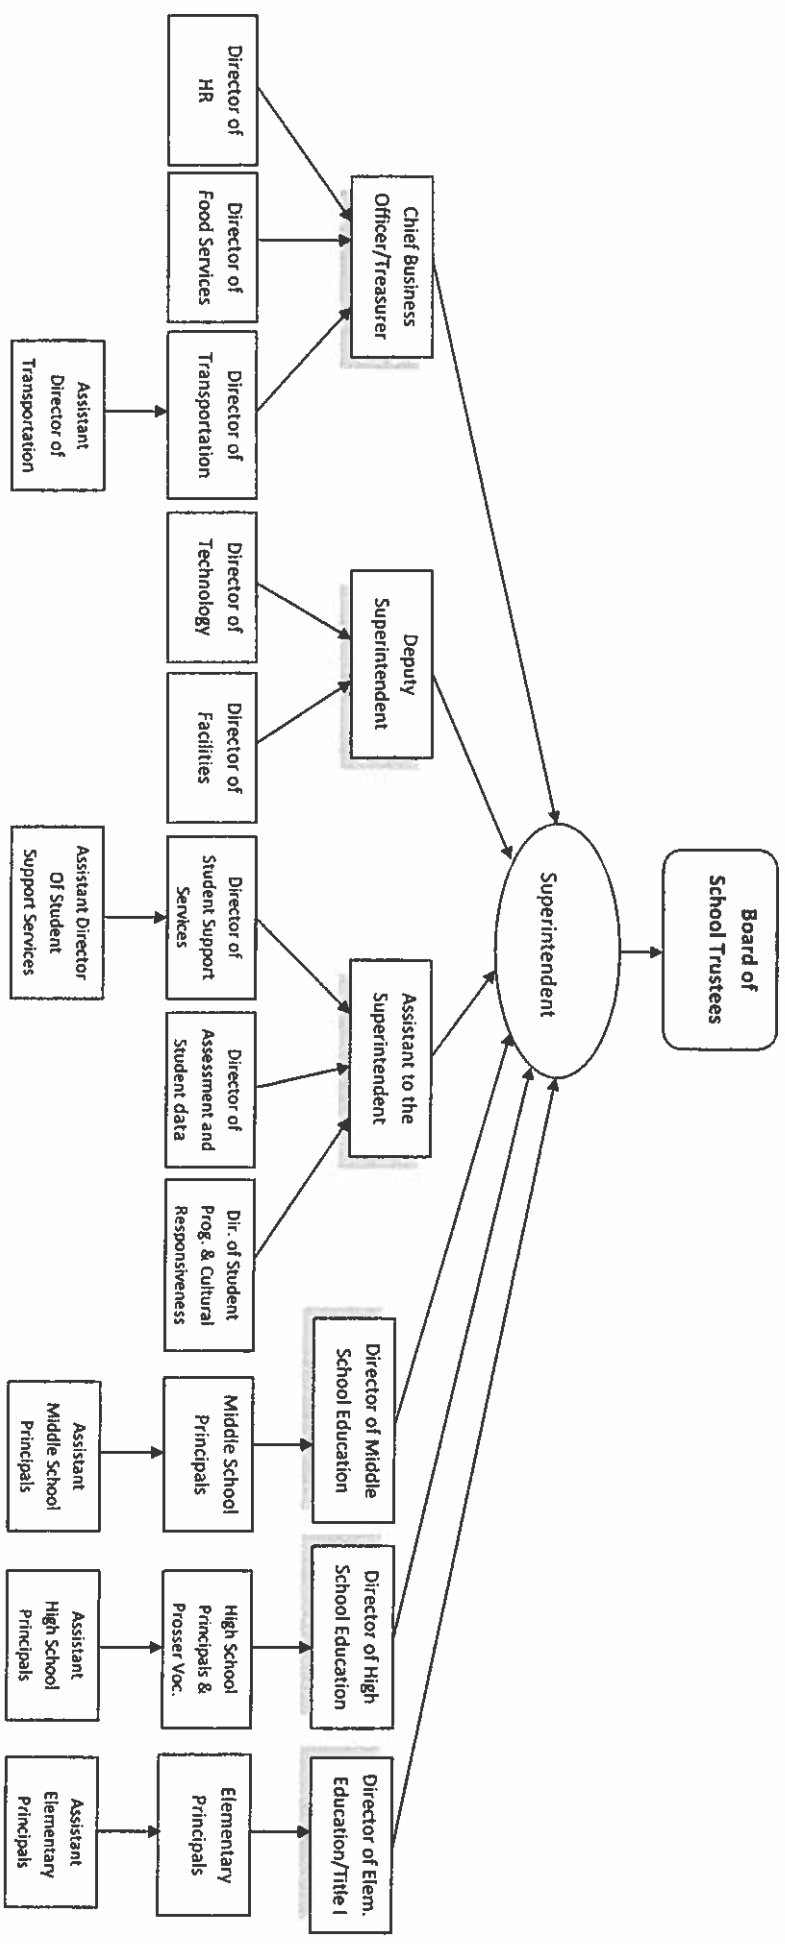 Board of
School Trustees
Superintendent
Chief Business
Officer/Treasurer
Deputy
Superintendent
Assistant to the
Superintendent
Director of Middle
School Education
Director of High
School Education
Director of Elem.
Education/Title I
Director of
HR
Director of
Food Services
Director of
Transportation
Director of
Technology
Director of
Facilities
Director of
Student Support
Services
Director of
Assessment and
Student data
Dir. of Student
Prog. & Cultural
Responsiveness
Middle School
Principals
High School
Principals &
Prosser Voc.
Elementary
Principals
Assistant
Director of
Transportation
Assistant Director
Of Student
Support Services
Assistant
Middle School
Principals
Assistant
High School
Principals
Assistant
Elementary
Principals